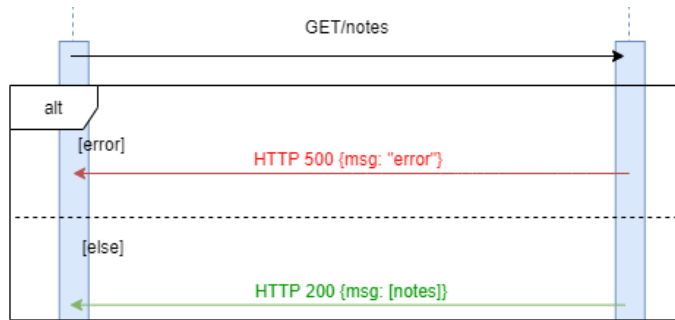 GET/notes
alt
[error]
HTTP 500 {msg: "error"}
[else]
HTTP 200 {msg: [notes]}